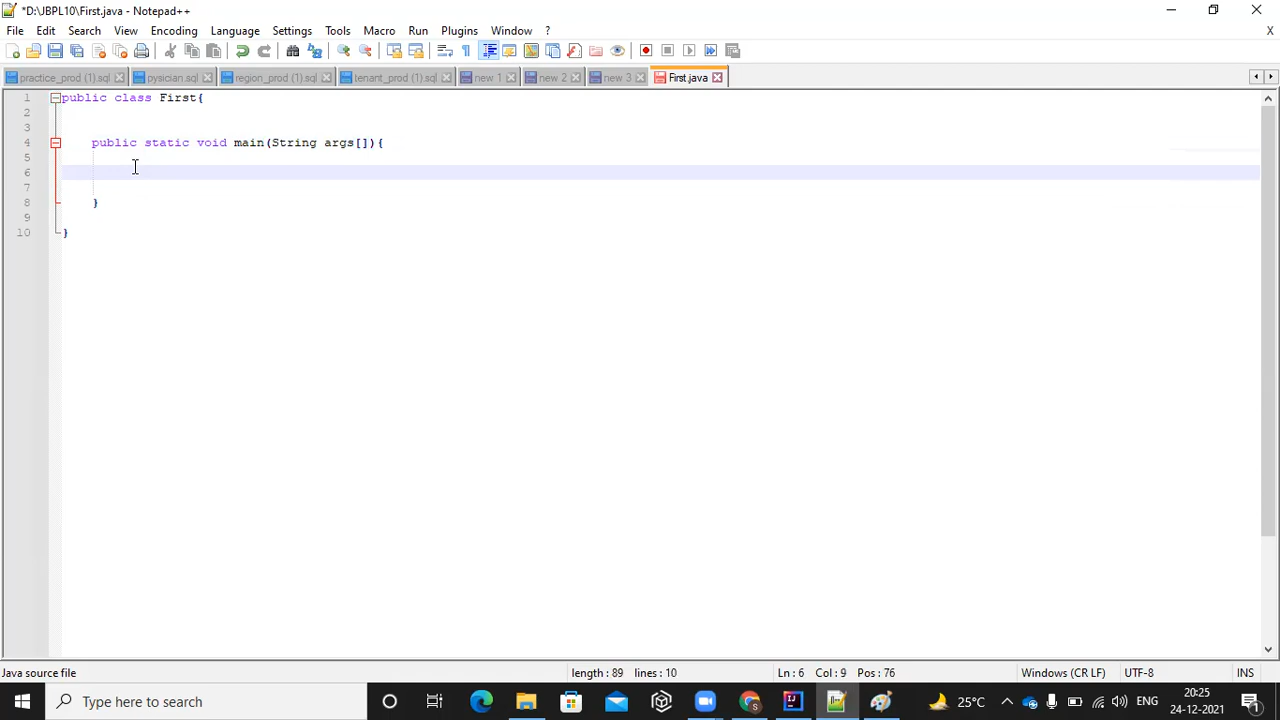 *D:\JBPL10\First.java - Notepad++
File Edit Search View Encoding Language Settings Tools Macro Run Plugins Window ? X
practice_prod (1).sql pysician.sql region_prod (1).sql tenant_prod (1).sql new 1 new 2 new 3 First.java
1 public class First{
2
3
4 public static void main(String args[]){
5
6
7
8 }
9
10 }
Java source file length : 89 lines : 10 Ln : 6 Col : 9 Pos : 76 Windows (CR LF) UTF-8 INS
Type here to search 25°C ENG 20:25
24-12-2021 1